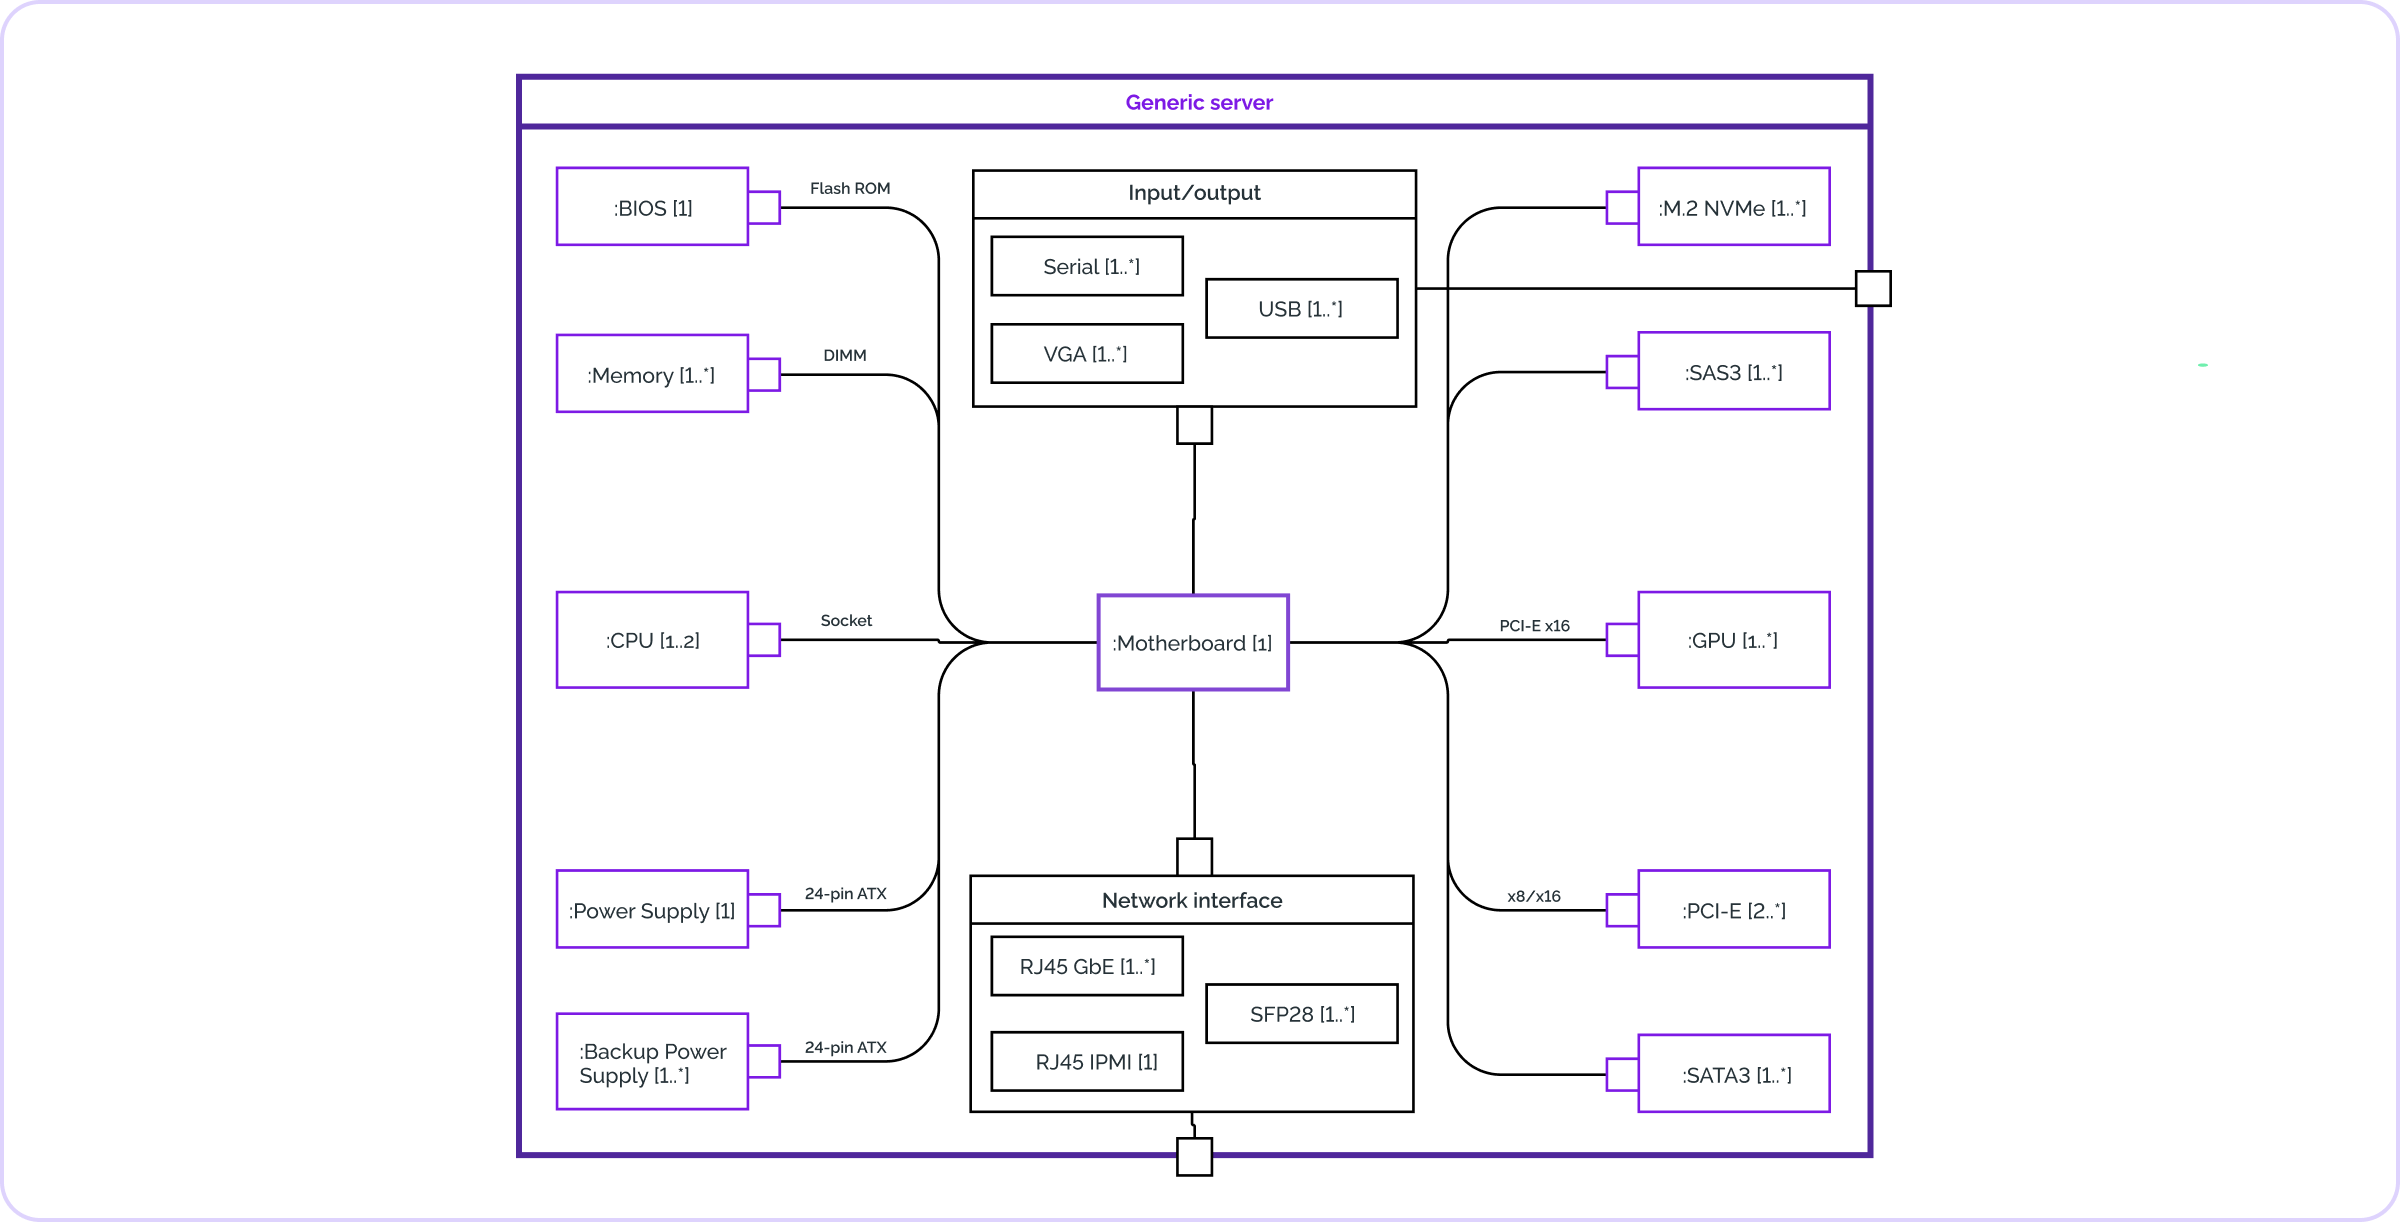 Generic server
:BIOS [1]
Flash ROM
Input/output
:M.2 NVMe [1..*]
Serial [1..*]
USB [1..*]
VGA [1..*]
:Memory [1..*]
DIMM
:SAS3 [1..*]
:CPU [1..2]
Socket
:Motherboard [1]
PCI-E x16
:GPU [1..*]
:Power Supply [1]
24-pin ATX
Network interface
x8/x16
:PCI-E [2..*]
RJ45 GbE [1..*]
SFP28 [1..*]
RJ45 IPMI [1]
:Backup Power
Supply [1..*]
24-pin ATX
:SATA3 [1..*]